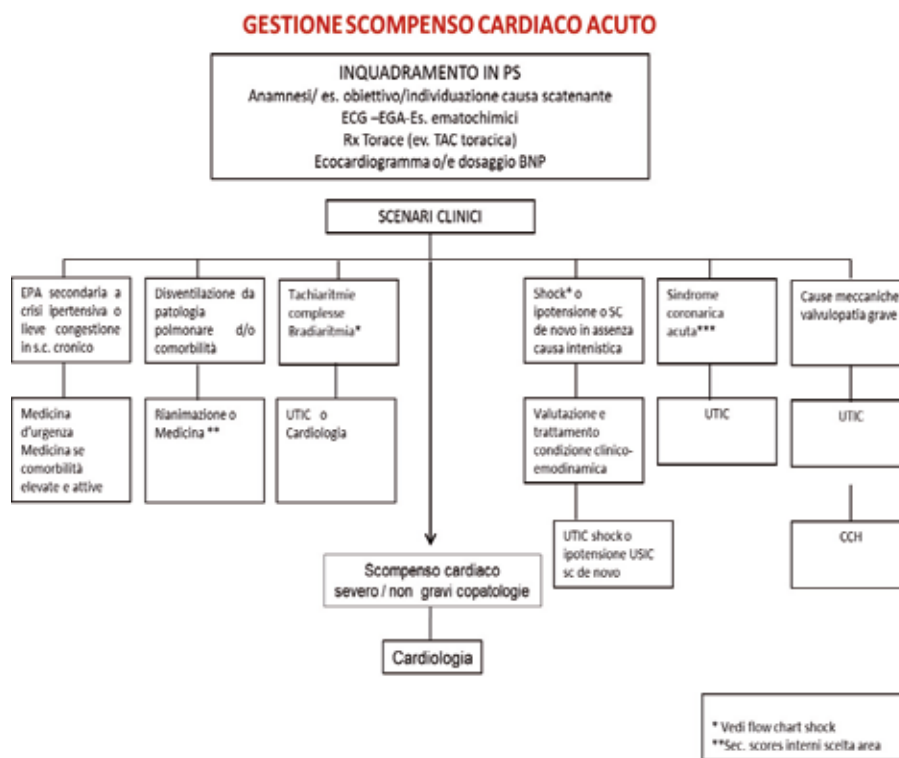 GESTIONE SCOMPENSO CARDIACO ACUTO
INQUADRAMENTO IN PS
Anamnesi/ es. obiettivo/individuazione causa scatenante
ECG –EGA-Es. ematochimici
Rx Torace (ev. TAC toracica)
Ecocardiogramma o/e dosaggio BNP
SCENARI CLINICI
EPA secondaria a
crisi ipertensiva o
lieve congestione
in s.c. cronico
Disventilazione da
patologia
polmonare d/o
comorbilità
Tachiaritmie
complesse
Bradiaritmia*
Shock* o
ipotensione o SC
de novo in assenza
causa intenistica
Sindrome
coronarica
acuta***
Cause meccaniche
valvulopatia grave
Medicina
d'urgenza
Medicina se
comorbilità
elevate e attive
Rianimazione o
Medicina **
UTIC o
Cardiologia
Valutazione e
trattamento
condizione clinico-
emodinamica
UTIC
UTIC
UTIC shock o
ipotensione USIC
sc de novo
CCH
Scompenso cardiaco
severo / non gravi copatologie
Cardiologia
* Vedi flow chart shock
**Sec. scores interni scelta area